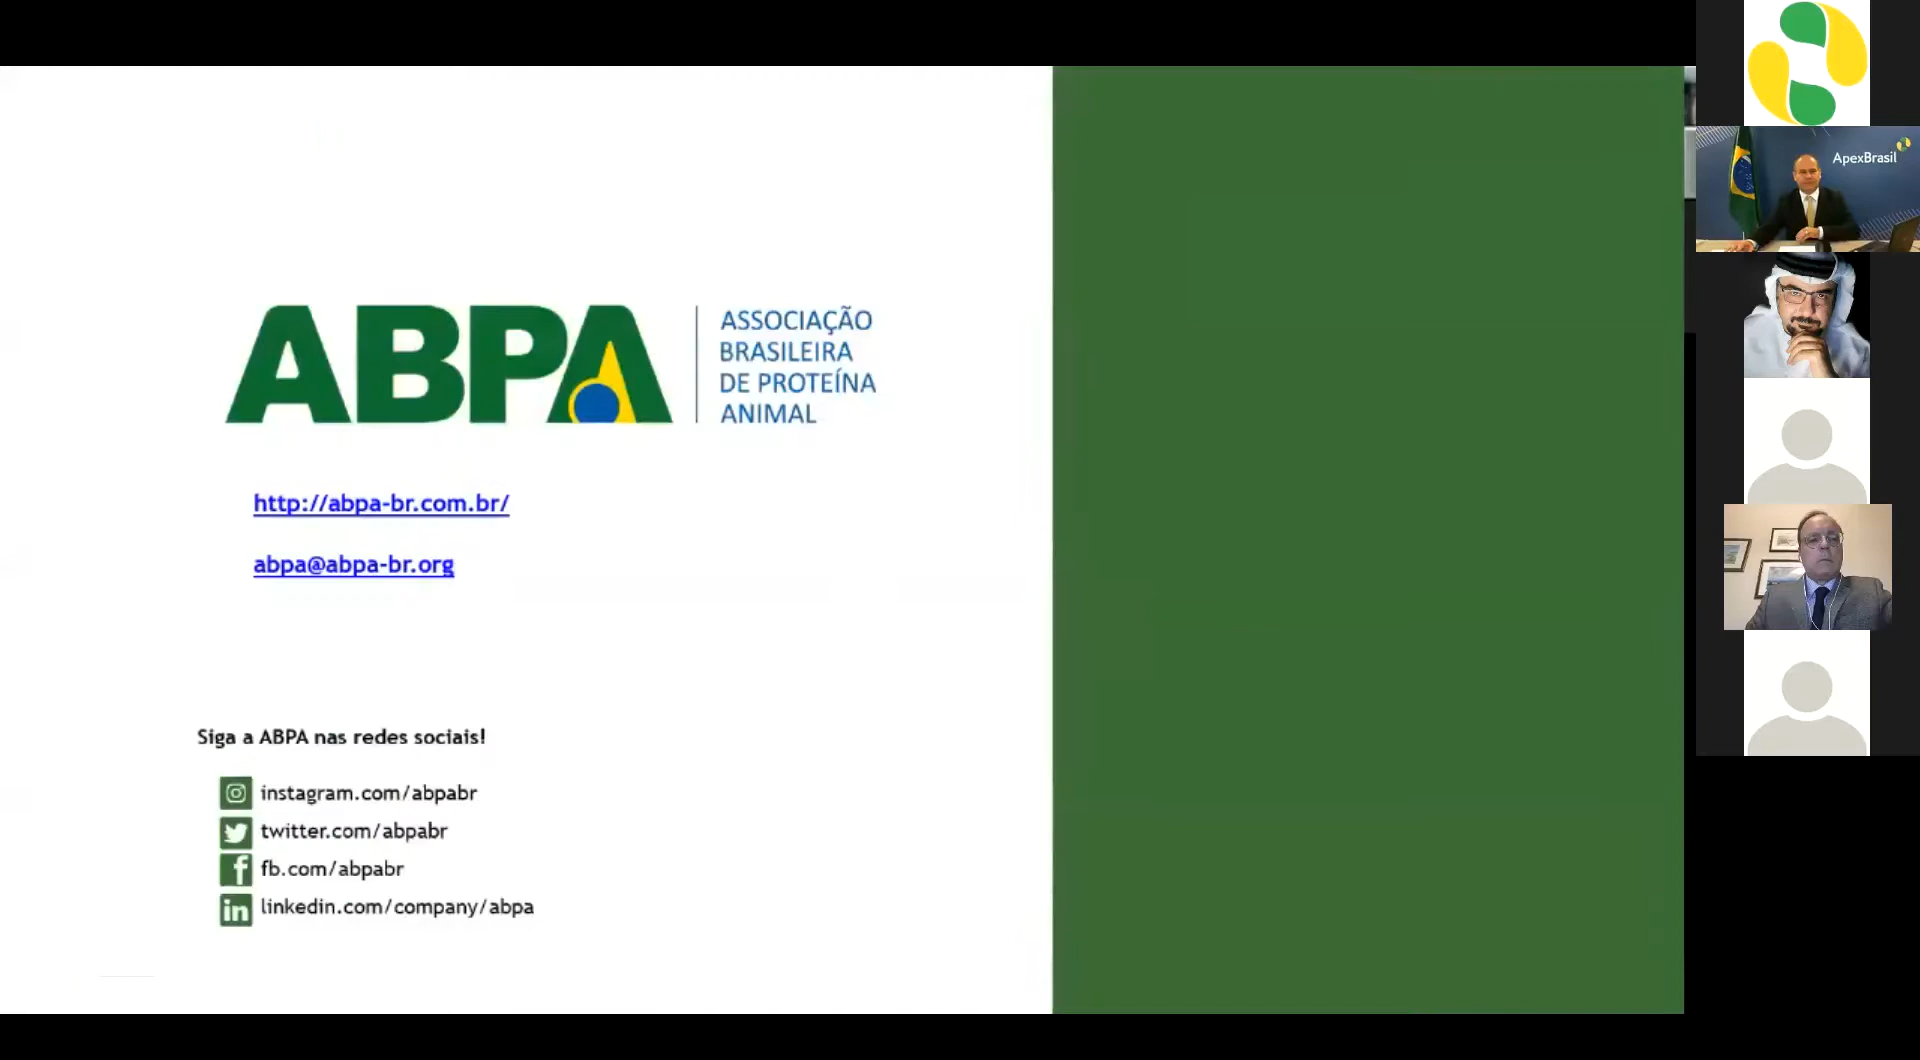 ABPA
ASSOCIAÇÃO
BRASILEIRA
DE PROTEÍNA
ANIMAL
http://abpa-br.com.br/
abpa@abpa-br.org
Siga a ABPA nas redes sociais!
instagram.com/abpabr
twitter.com/abpabr
fb.com/abpabr
linkedin.com/company/abpa
ApexBrasil